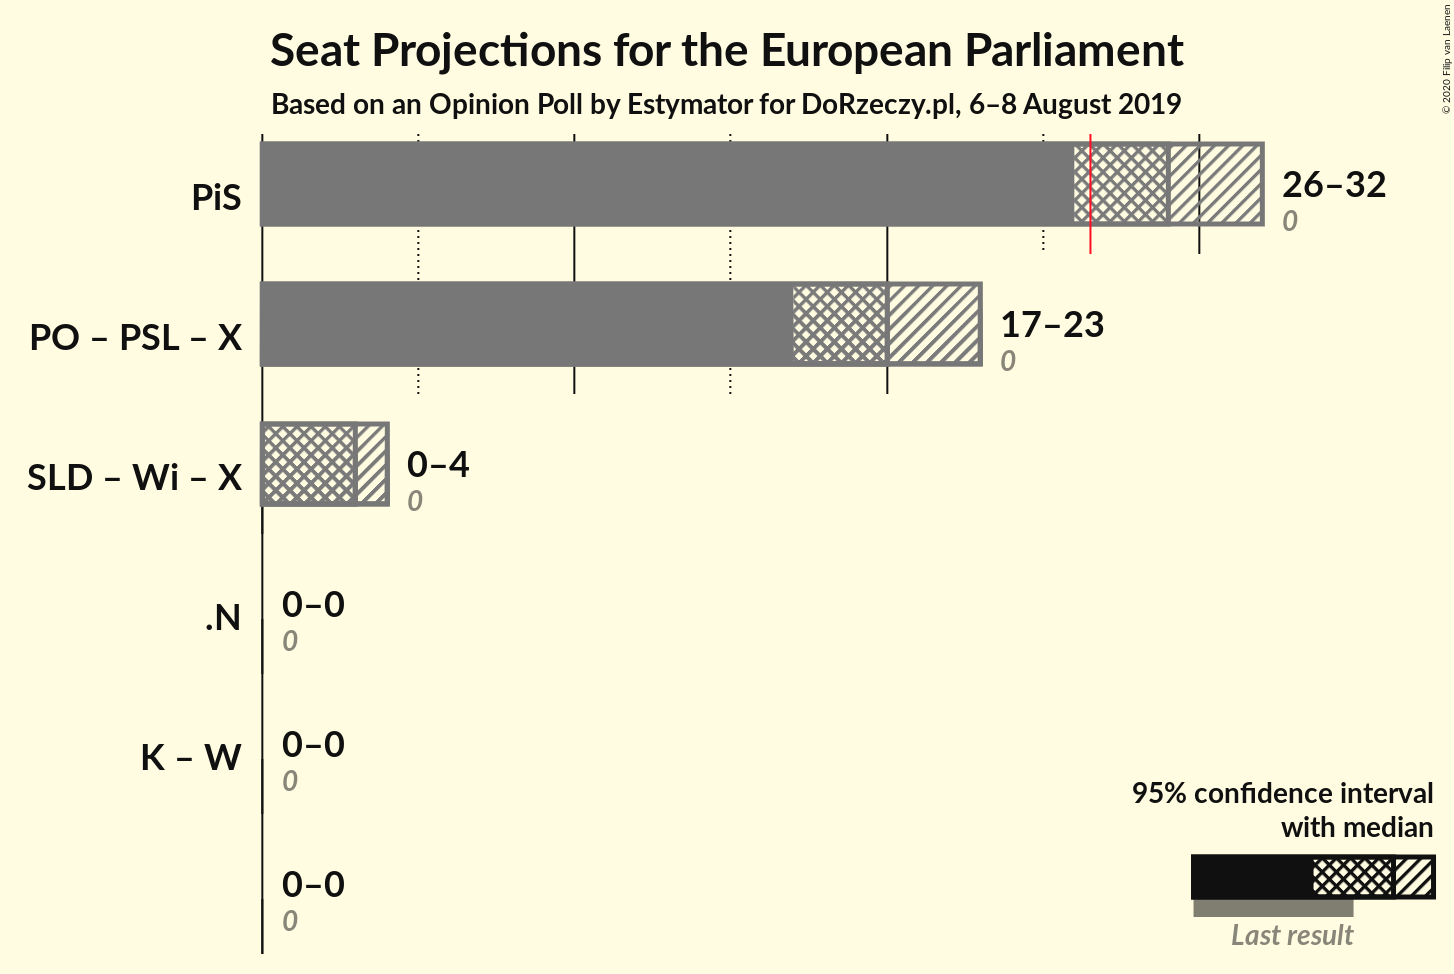 Seat Projections for the European Parliament
Based on an Opinion Poll by Estymator for DoRzeczy.pl, 6–8 August 2019
© 2020 Filip van Laenen
PiS
26–32
0
PO – PSL – X
17–23
0
SLD – Wi – X
0–4
0
.N
0–0
0
K – W
0–0
0
0–0
0
95% confidence interval
with median
Last result